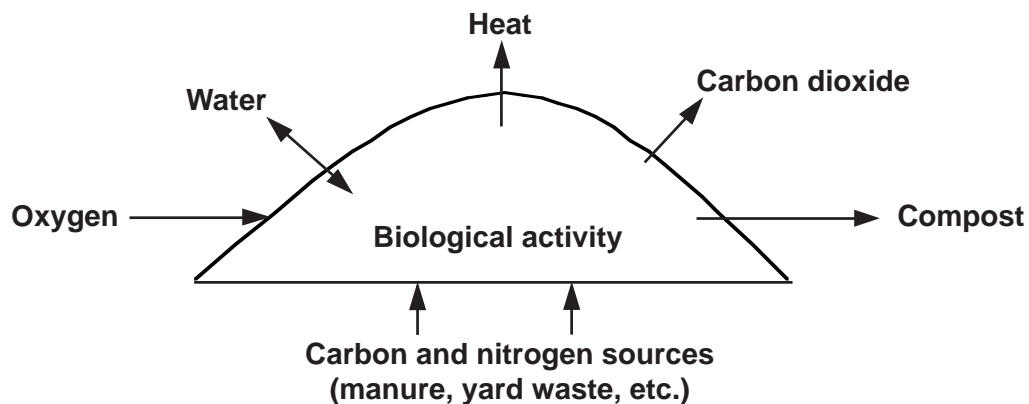 Heat
Carbon dioxide
Water
Oxygen
Compost
Biological activity
Carbon and nitrogen sources
(manure, yard waste, etc.)